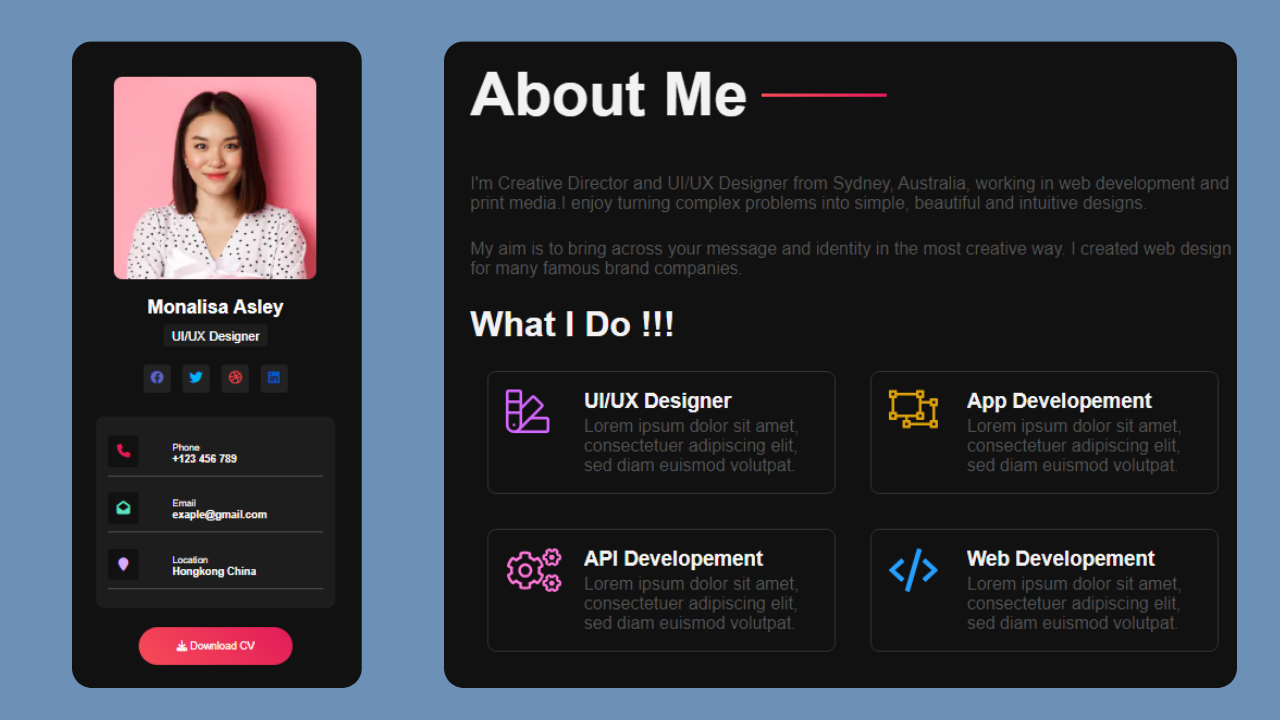 Monalisa Asley
UI/UX Designer
Phone
+123 456 789
Email
exaple@gmail.com
Location
Hongkong China
Download CV
About Me
I'm Creative Director and UI/UX Designer from Sydney, Australia, working in web development and
print media.I enjoy turning complex problems into simple, beautiful and intuitive designs.
My aim is to bring across your message and identity in the most creative way. I created web design
for many famous brand companies.
What I Do !!!
UI/UX Designer
Lorem ipsum dolor sit amet,
consectetuer adipiscing elit,
sed diam euismod volutpat.
App Developement
Lorem ipsum dolor sit amet,
consectetuer adipiscing elit,
sed diam euismod volutpat.
API Developement
Lorem ipsum dolor sit amet,
consectetuer adipiscing elit,
sed diam euismod volutpat.
Web Developement
Lorem ipsum dolor sit amet,
consectetuer adipiscing elit,
sed diam euismod volutpat.